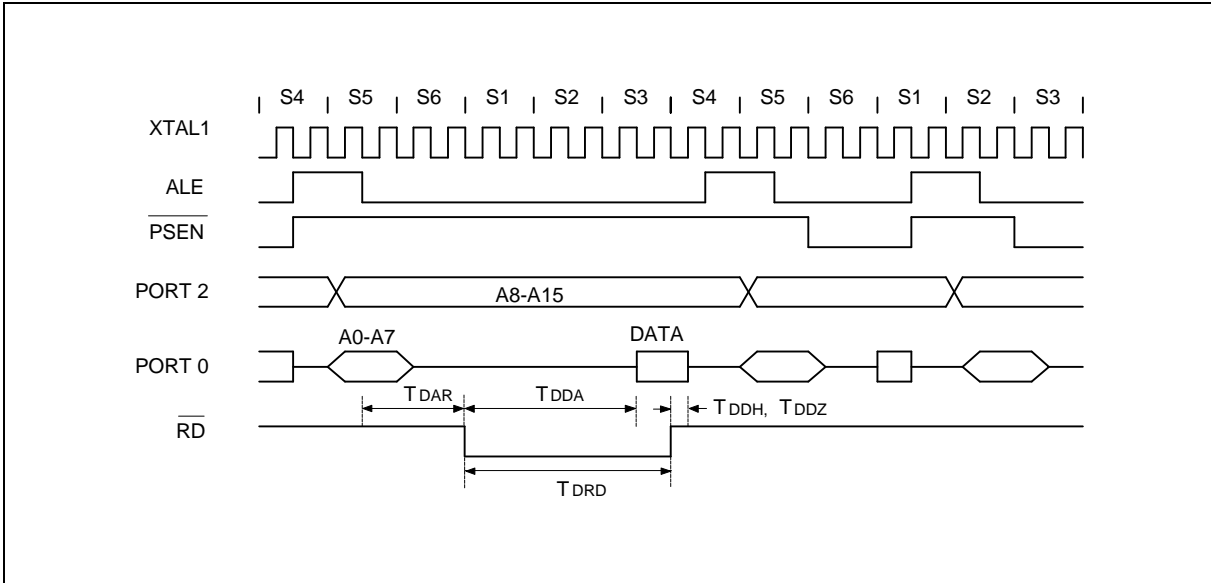 S4 S5 S6 S1 S2 S3 S4 S5 S6 S1 S2 S3
XTAL1
ALE
PSEN
PORT 2
A8-A15
A0-A7
DATA
PORT 0
TDAR
TDDA
TDDH, TDDZ
RD
TDRD